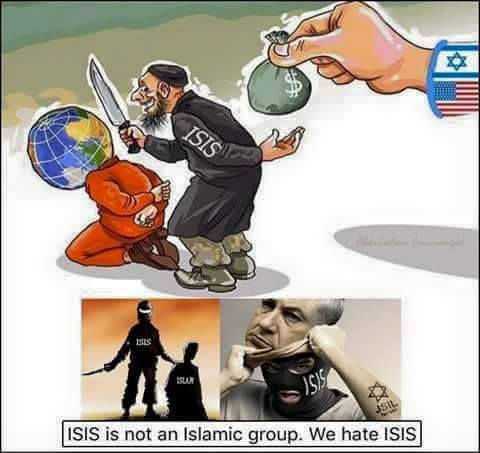 $
ISIS
ISIS
ISLAM
ISIS
JSIL
ISIS is not an Islamic group. We hate ISIS